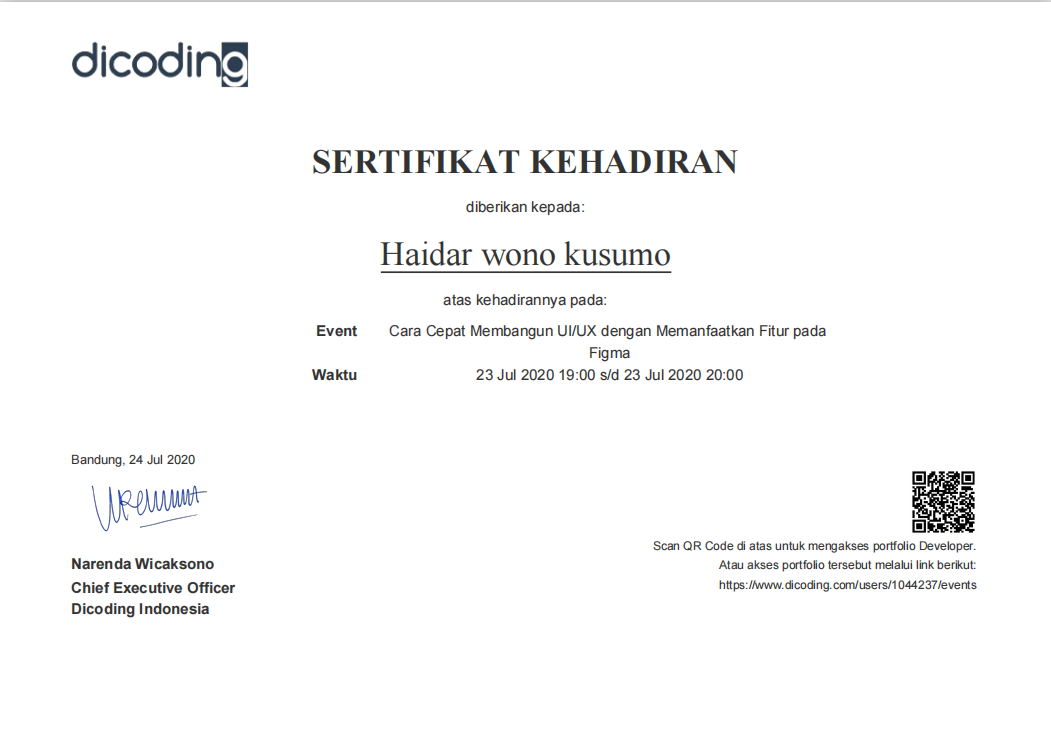 dicoding
SERTIFIKAT KEHADIRAN
diberikan kepada:
Haidar wono kusumo
atas kehadirannya pada:
Event Cara Cepat Membangun UI/UX dengan Memanfaatkan Fitur pada
Figma
Waktu 23 Jul 2020 19:00 s/d 23 Jul 2020 20:00
Bandung, 24 Jul 2020
Narenda Wicaksono
Chief Executive Officer
Dicoding Indonesia
Scan QR Code di atas untuk mengakses portfolio Developer.
Atau akses portfolio tersebut melalui link berikut:
https://www.dicoding.com/users/1044237/events